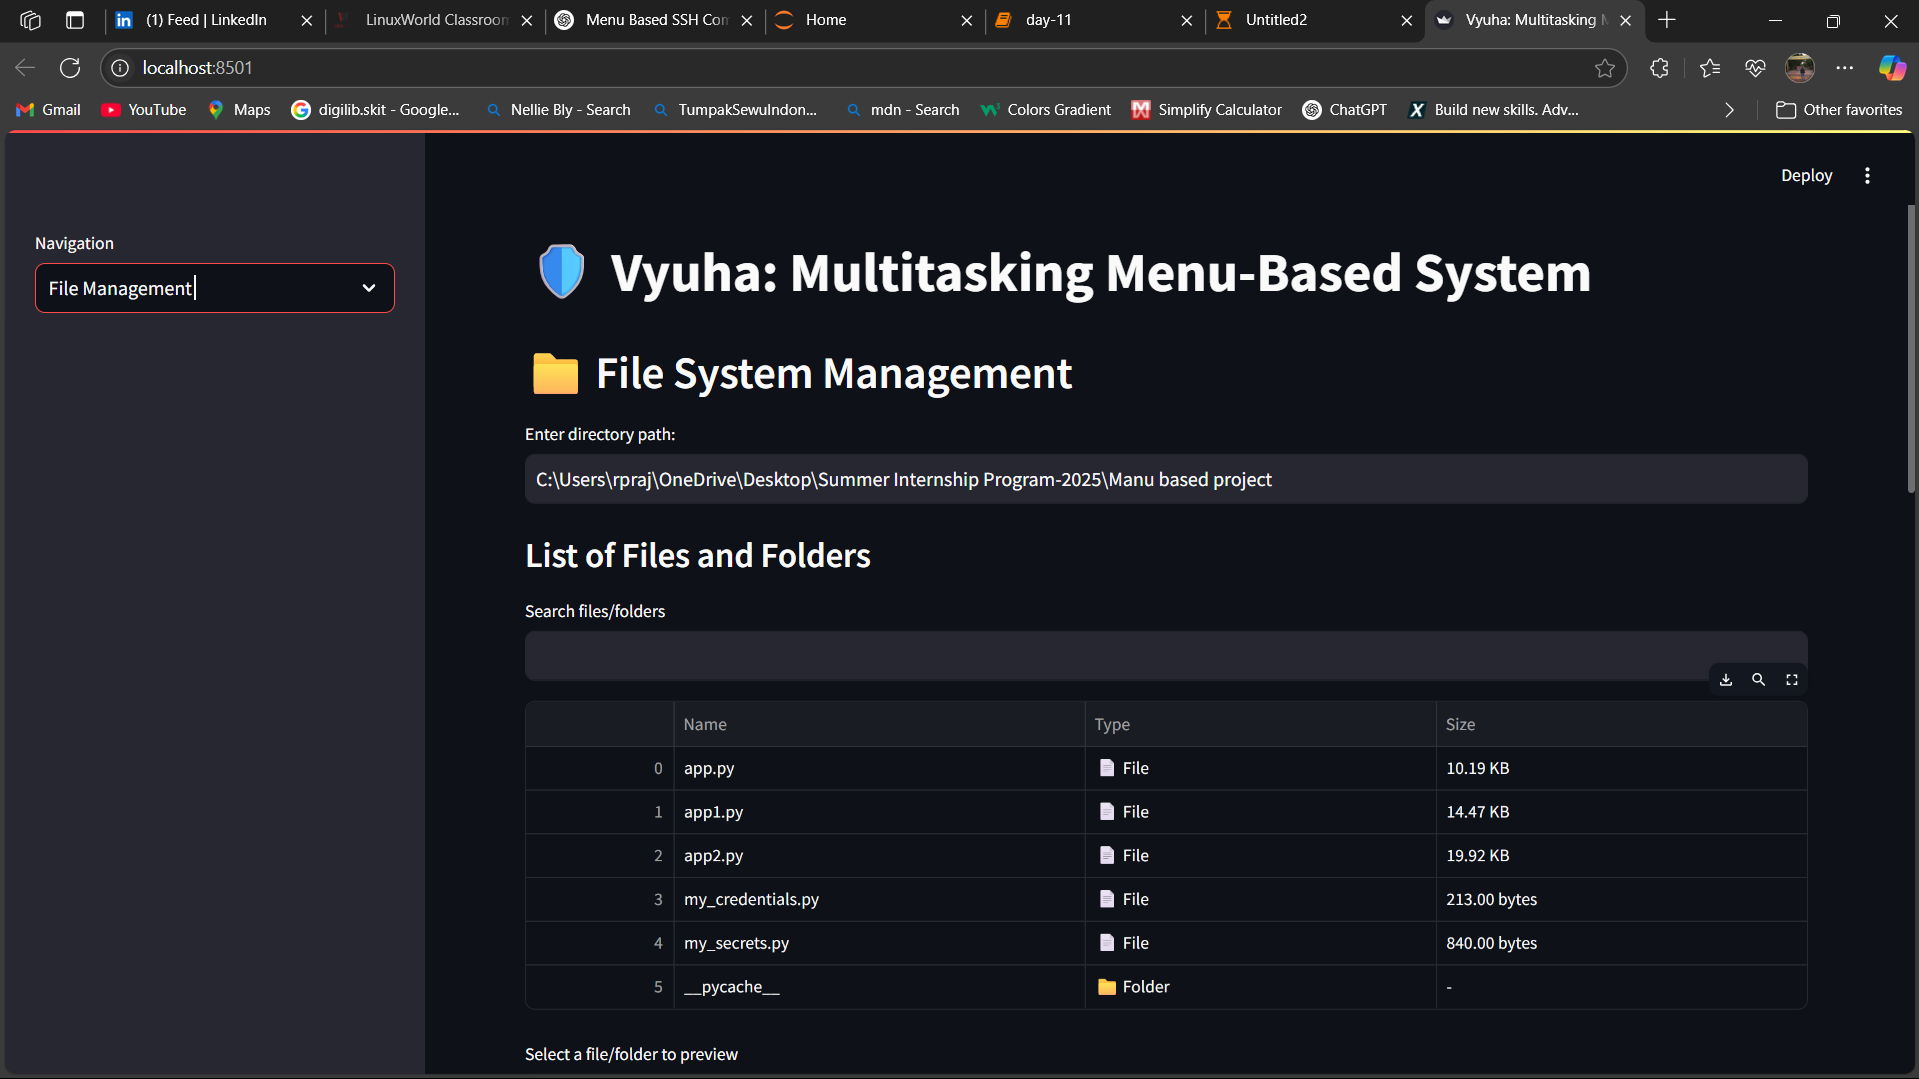 (1) Feed | LinkedIn
LinuxWorld Classroom
Menu Based SSH Com
Home
day-11
Untitled2
Vyuha: Multitasking M
localhost:8501
Gmail
YouTube
Maps
digilib.skit - Google...
Nellie Bly - Search
TumpakSewuIndon...
mdn - Search
Colors Gradient
Simplify Calculator
ChatGPT
Build new skills. Adv...
Other favorites
Deploy
Navigation
File Management
Vyuha: Multitasking Menu-Based System
File System Management
Enter directory path:
C:\Users\rpraj\OneDrive\Desktop\Summer Internship Program-2025\Manu based project
List of Files and Folders
Search files/folders
Name Type Size
0 app.py File 10.19 KB
1 app1.py File 14.47 KB
2 app2.py File 19.92 KB
3 my_credentials.py File 213.00 bytes
4 my_secrets.py File 840.00 bytes
5 __pycache__ Folder -
Select a file/folder to preview